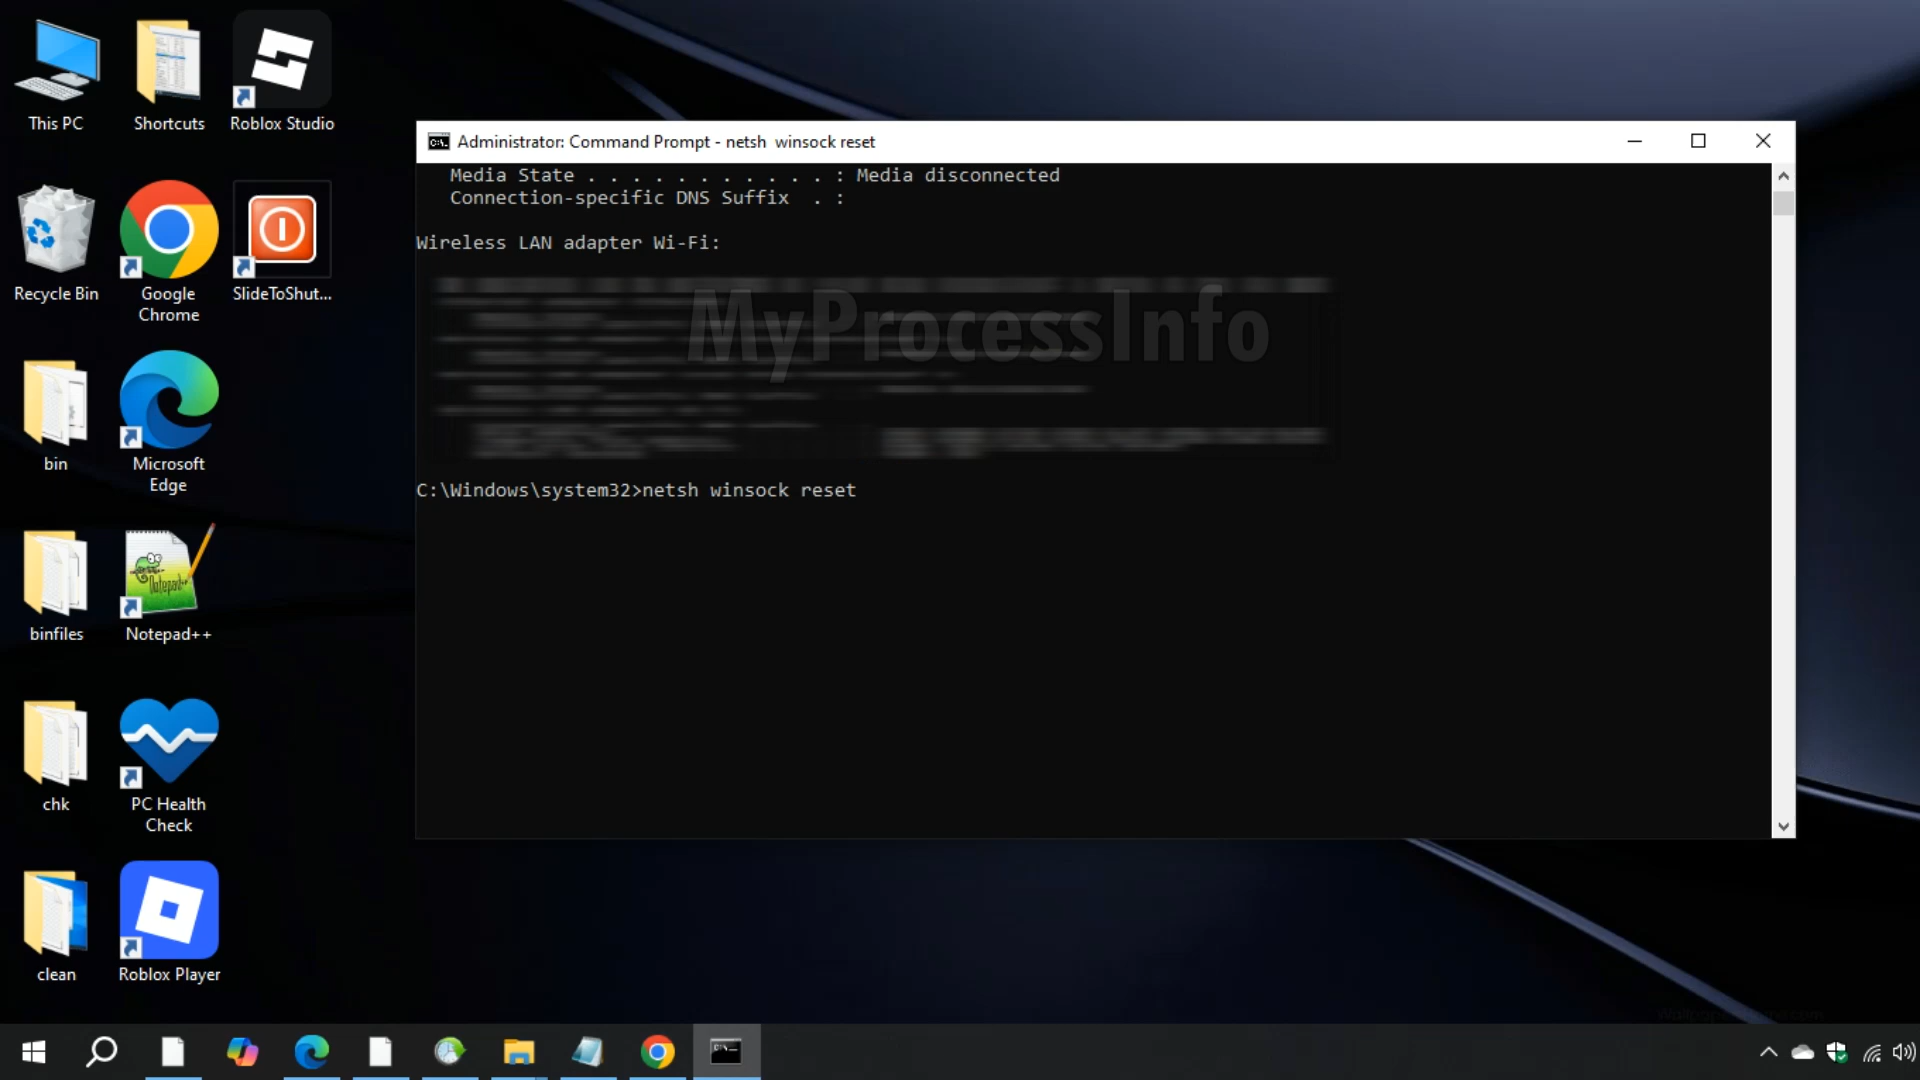 This PC
Shortcuts
Roblox Studio
Recycle Bin
Google
Chrome
SlideToShut...
bin
Microsoft
Edge
binfiles
Notepad++
chk
PC Health
Check
clean
Roblox Player
Administrator: Command Prompt - netsh  winsock reset
Media State . . . . . . . . . . . : Media disconnected
Connection-specific DNS Suffix  . :
Wireless LAN adapter Wi-Fi:
MyProcessInfo
C:\Windows\system32>netsh winsock reset